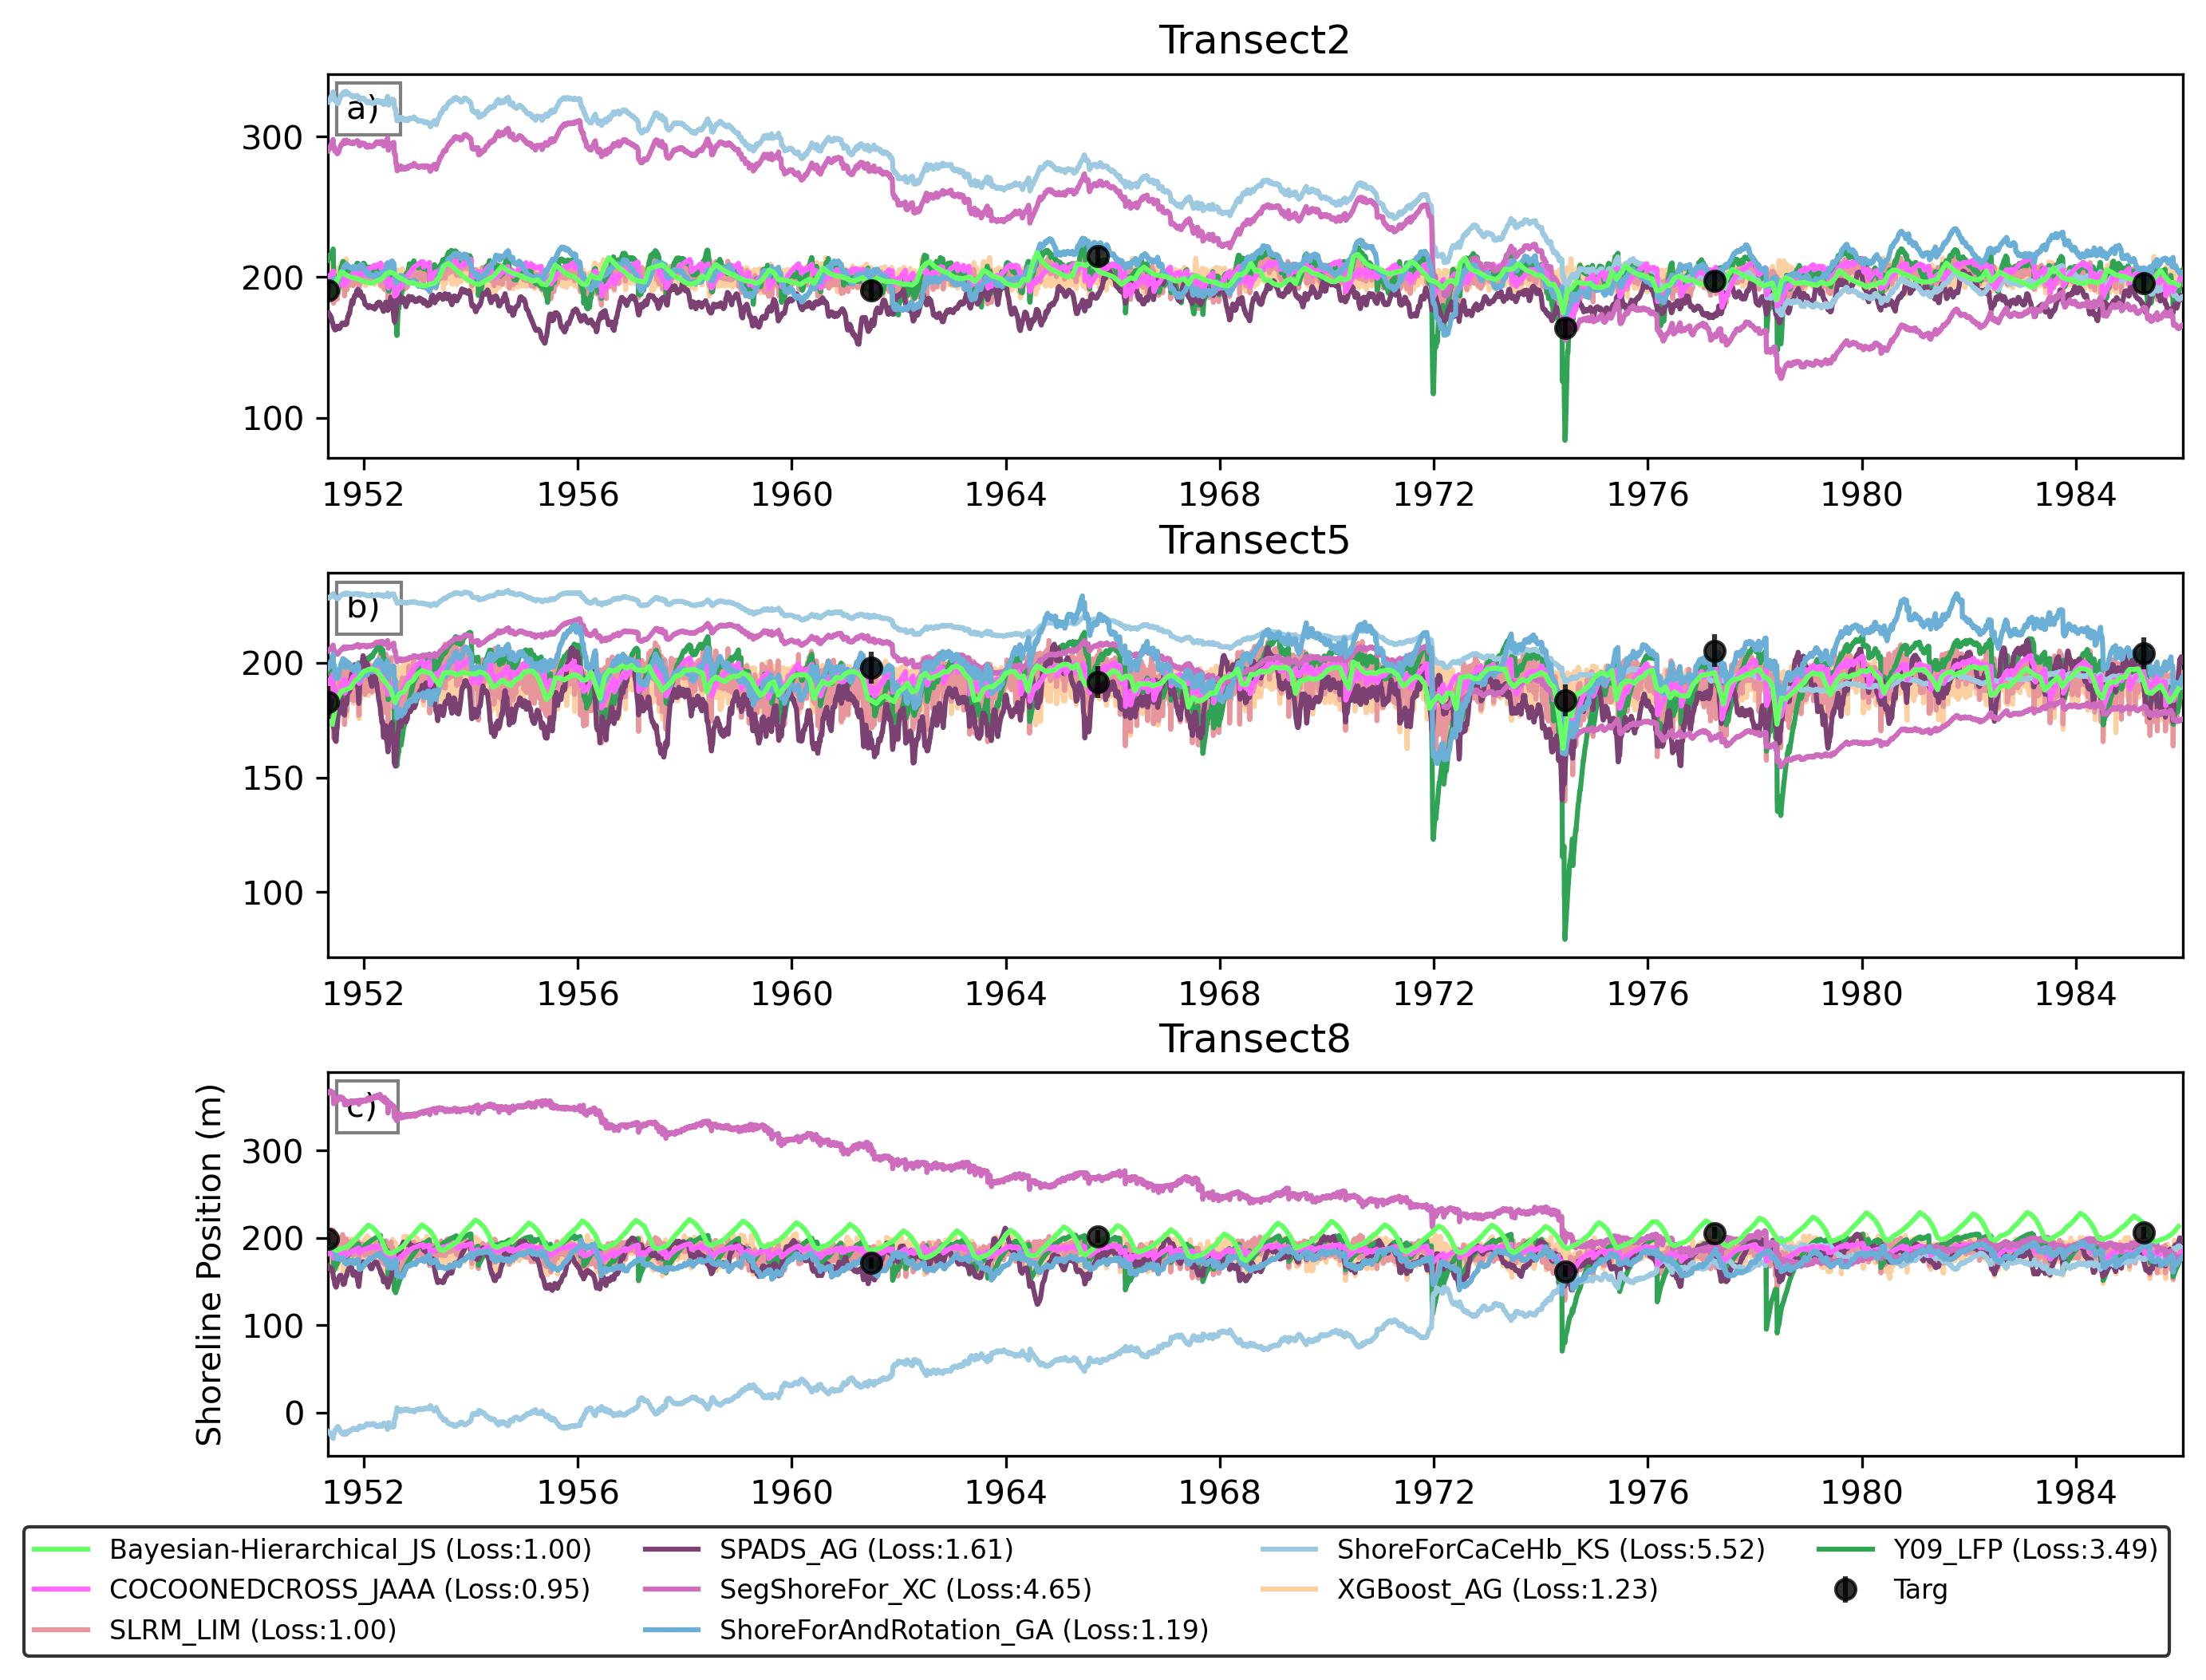 Transect2
a)
300
200
100
1952 1956 1960 1964 1968 1972 1976 1980 1984
Transect5
b)
200
150
100
1952 1956 1960 1964 1968 1972 1976 1980 1984
Transect8
c)
Shoreline Position (m)
300
200
100
0
1952 1956 1960 1964 1968 1972 1976 1980 1984
Bayesian-Hierarchical_JS (Loss:1.00)
COCOONEDCROSS_JAAA (Loss:0.95)
SLRM_LIM (Loss:1.00)
SPADS_AG (Loss:1.61)
SegShoreFor_XC (Loss:4.65)
ShoreForAndRotation_GA (Loss:1.19)
ShoreForCaCeHb_KS (Loss:5.52)
XGBoost_AG (Loss:1.23)
Y09_LFP (Loss:3.49)
Targ